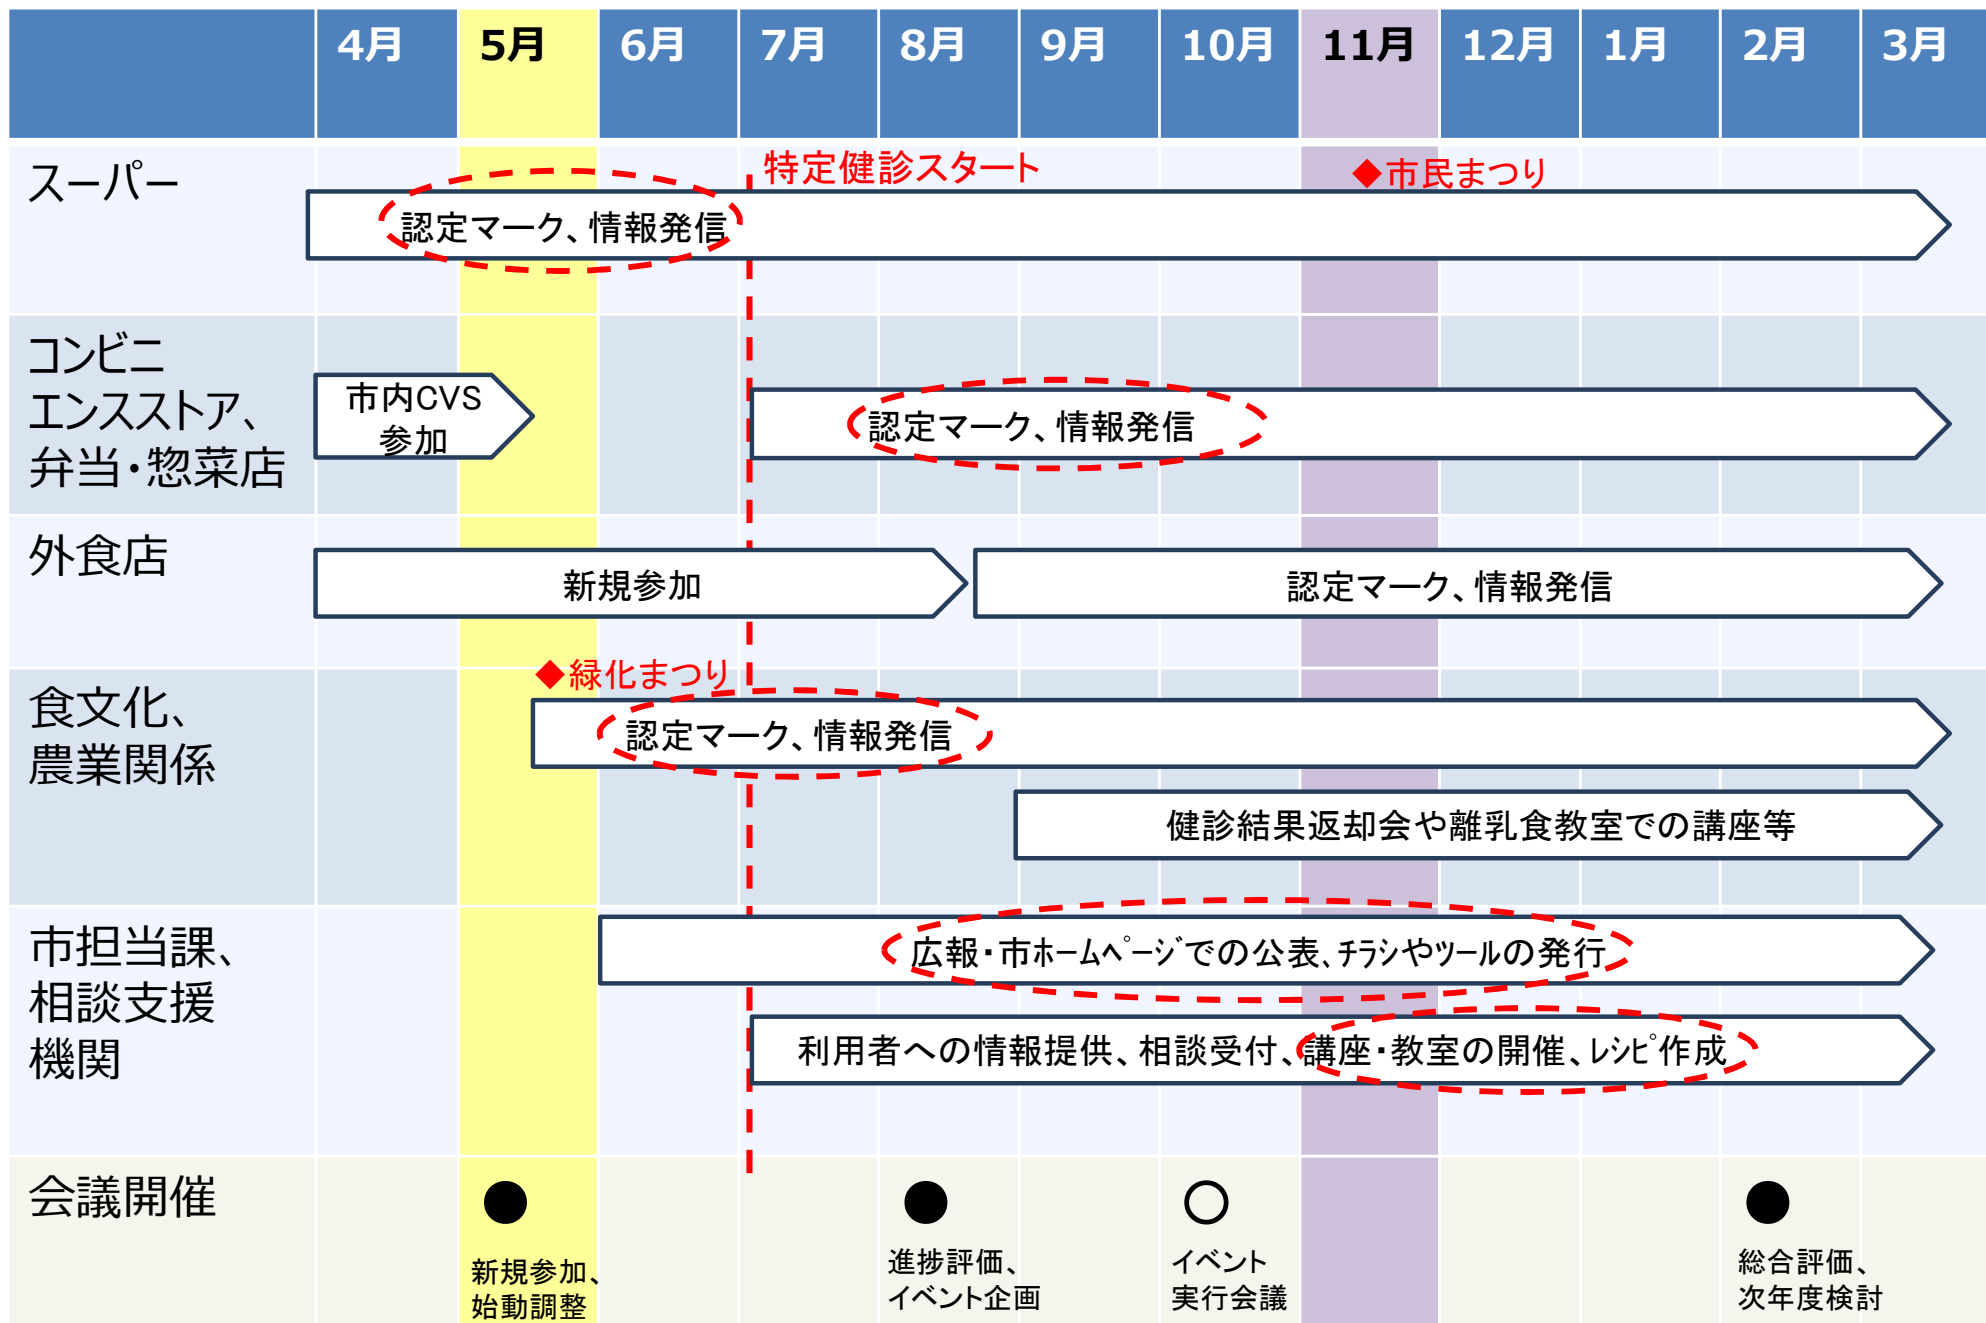 4月 5月 6月 7月 8月 9月 10月 11月 12月 1月 2月 3月
スーパー
特定健診スタート
◆市民まつり
認定マーク、情報発信
コンビニ
エンスストア、
弁当・惣菜店
市内CVS
参加
認定マーク、情報発信
外食店
新規参加
認定マーク、情報発信
食文化、
農業関係
◆緑化まつり
認定マーク、情報発信
健診結果返却会や離乳食教室での講座等
市担当課、
相談支援
機関
広報・市ﾎｰﾑﾍﾟｰｼﾞでの公表、ﾁﾗｼやﾂｰﾙの発行
利用者への情報提供、相談受付、講座・教室の開催、ﾚｼﾋﾟ作成
会議開催
● ● ○ ●
新規参加、
始動調整
進捗評価、
イベント企画
イベント
実行会議
総合評価、
次年度検討